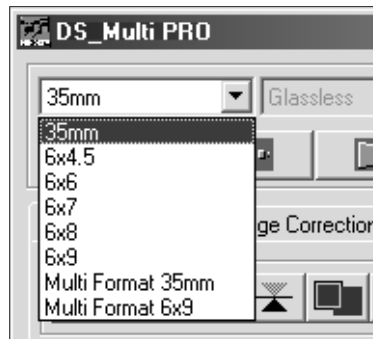 DS_Multi PRO
35mm Glassless
35mm
6x4.5
6x6
6x7
6x8
6x9
ge Correction
Multi Format 35mm
Multi Format 6x9